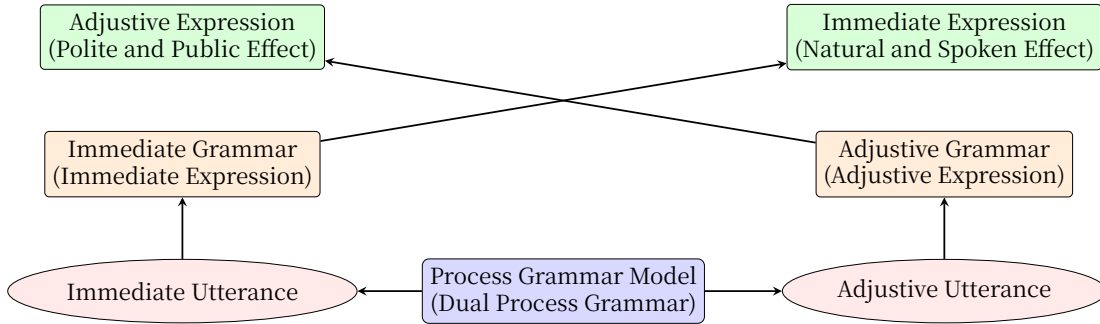 Adjustive Expression
(Polite and Public Effect)
Immediate Expression
(Natural and Spoken Effect)
Immediate Grammar
(Immediate Expression)
Adjustive Grammar
(Adjustive Expression)
Immediate Utterance
Process Grammar Model
(Dual Process Grammar)
Adjustive Utterance